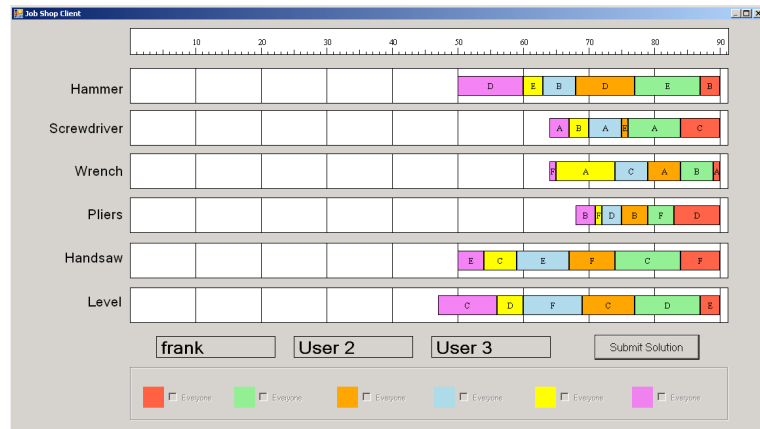 Job Shop Client
10 20 30 40 50 60 70 80 90
Hammer D E B D E B
Screwdriver A B A E A C
Wrench F A C A B A
Pliers B F D B F D
Handsaw E C E F C F
Level C D F C D E
frank User 2 User 3 Submit Solution
Everyone Everyone Everyone Everyone Everyone Everyone